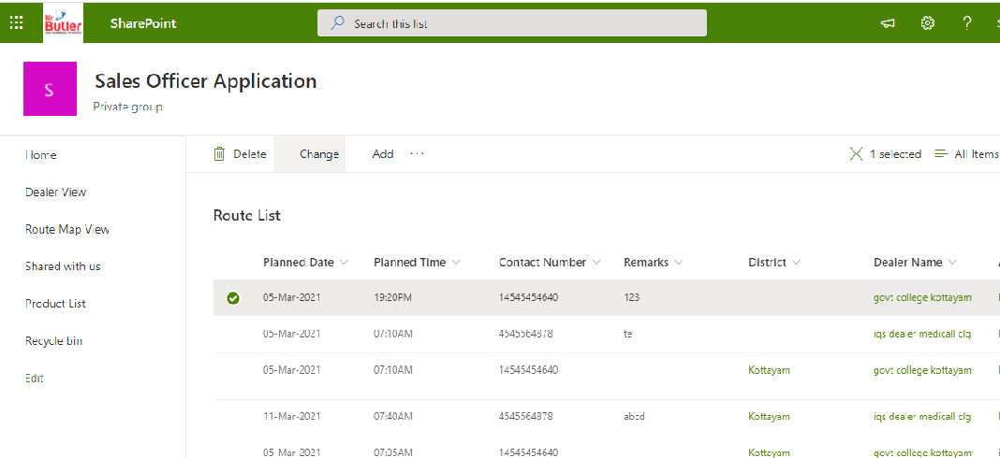 Mr. Butler SharePoint Search this list ?
S Sales Officer Application
Private group
Home
Dealer View
Route Map View
Shared with us
Product List
Recycle bin
Edit
Delete Change Add ··· 1 selected All Items
Route List
Planned Date Planned Time Contact Number Remarks District Dealer Name
05-Mar-2021 19:20PM 14545454640 123 govt college kottayam
05-Mar-2021 07:10AM 4545564878 te iqs dealer medicall clg
05-Mar-2021 07:10AM 14545454640 Kottayam govt college kottayam
11-Mar-2021 07:40AM 4545564878 abcd Kottayam iqs dealer medicall clg
05-Mar-2021 07:05AM 14545454640 Kottayam govt college kottayam